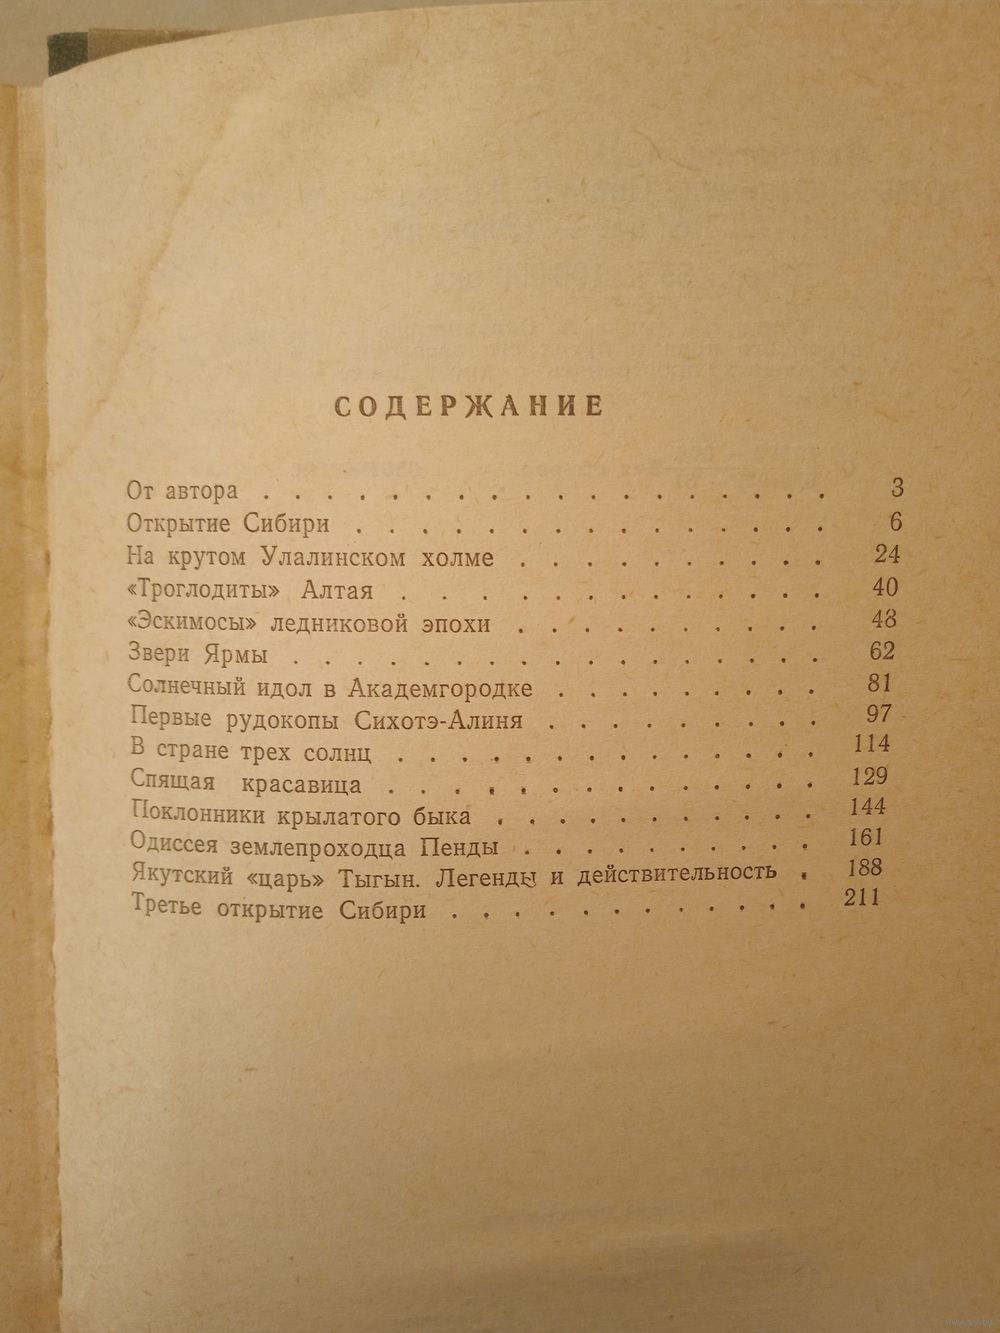 СОДЕРЖАНИЕ
От автора . . . . . . . . . . . . . . . . . . 3
Открытие Сибири . . . . . . . . . . . . . . . 6
На крутом Улалинском холме . . . . . . . . . . 24
«Троглодиты» Алтая . . . . . . . . . . . . . . 40
«Эскимосы» ледниковой эпохи . . . . . . . . . . 48
Звери Ярмы . . . . . . . . . . . . . . . . . 62
Солнечный идол в Академгородке . . . . . . . . . 81
Первые рудокопы Сихотэ-Алиня . . . . . . . . . 97
В стране трех солнц . . . . . . . . . . . . . . 114
Спящая красавица . . . . . . . . . . . . . . 129
Поклонники крылатого быка . . . . . . . . . . . 144
Одиссея землепроходца Пенды . . . . . . . . . . 161
Якутский «царь» Тыгын. Легенды и действительность . 188
Третье открытие Сибири . . . . . . . . . . . . 211